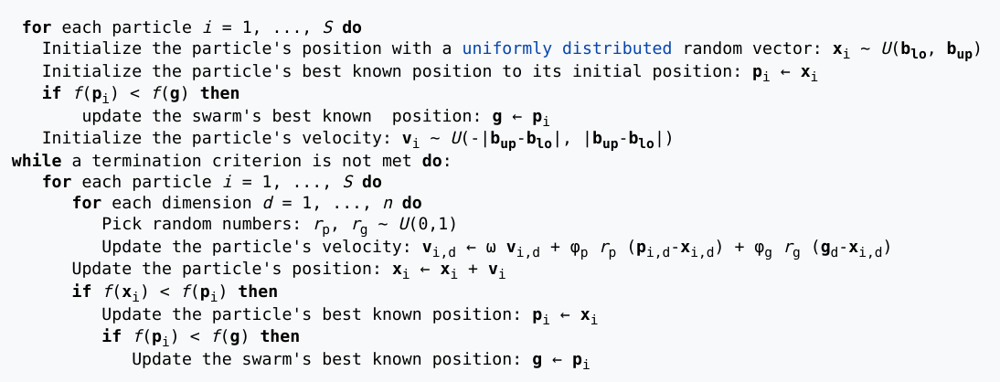 for each particle i = 1, ..., S do
Initialize the particle's position with a uniformly distributed random vector: xi ~ U(blo, bup)
Initialize the particle's best known position to its initial position: pi ← xi
if f(pi) < f(g) then
update the swarm's best known  position: g ← pi
Initialize the particle's velocity: vi ~ U(-|bup-blo|, |bup-blo|)
while a termination criterion is not met do:
for each particle i = 1, ..., S do
for each dimension d = 1, ..., n do
Pick random numbers: rp, rg ~ U(0,1)
Update the particle's velocity: vi,d ← ω vi,d + φp rp (pi,d-xi,d) + φg rg (gd-xi,d)
Update the particle's position: xi ← xi + vi
if f(xi) < f(pi) then
Update the particle's best known position: pi ← xi
if f(pi) < f(g) then
Update the swarm's best known position: g ← pi